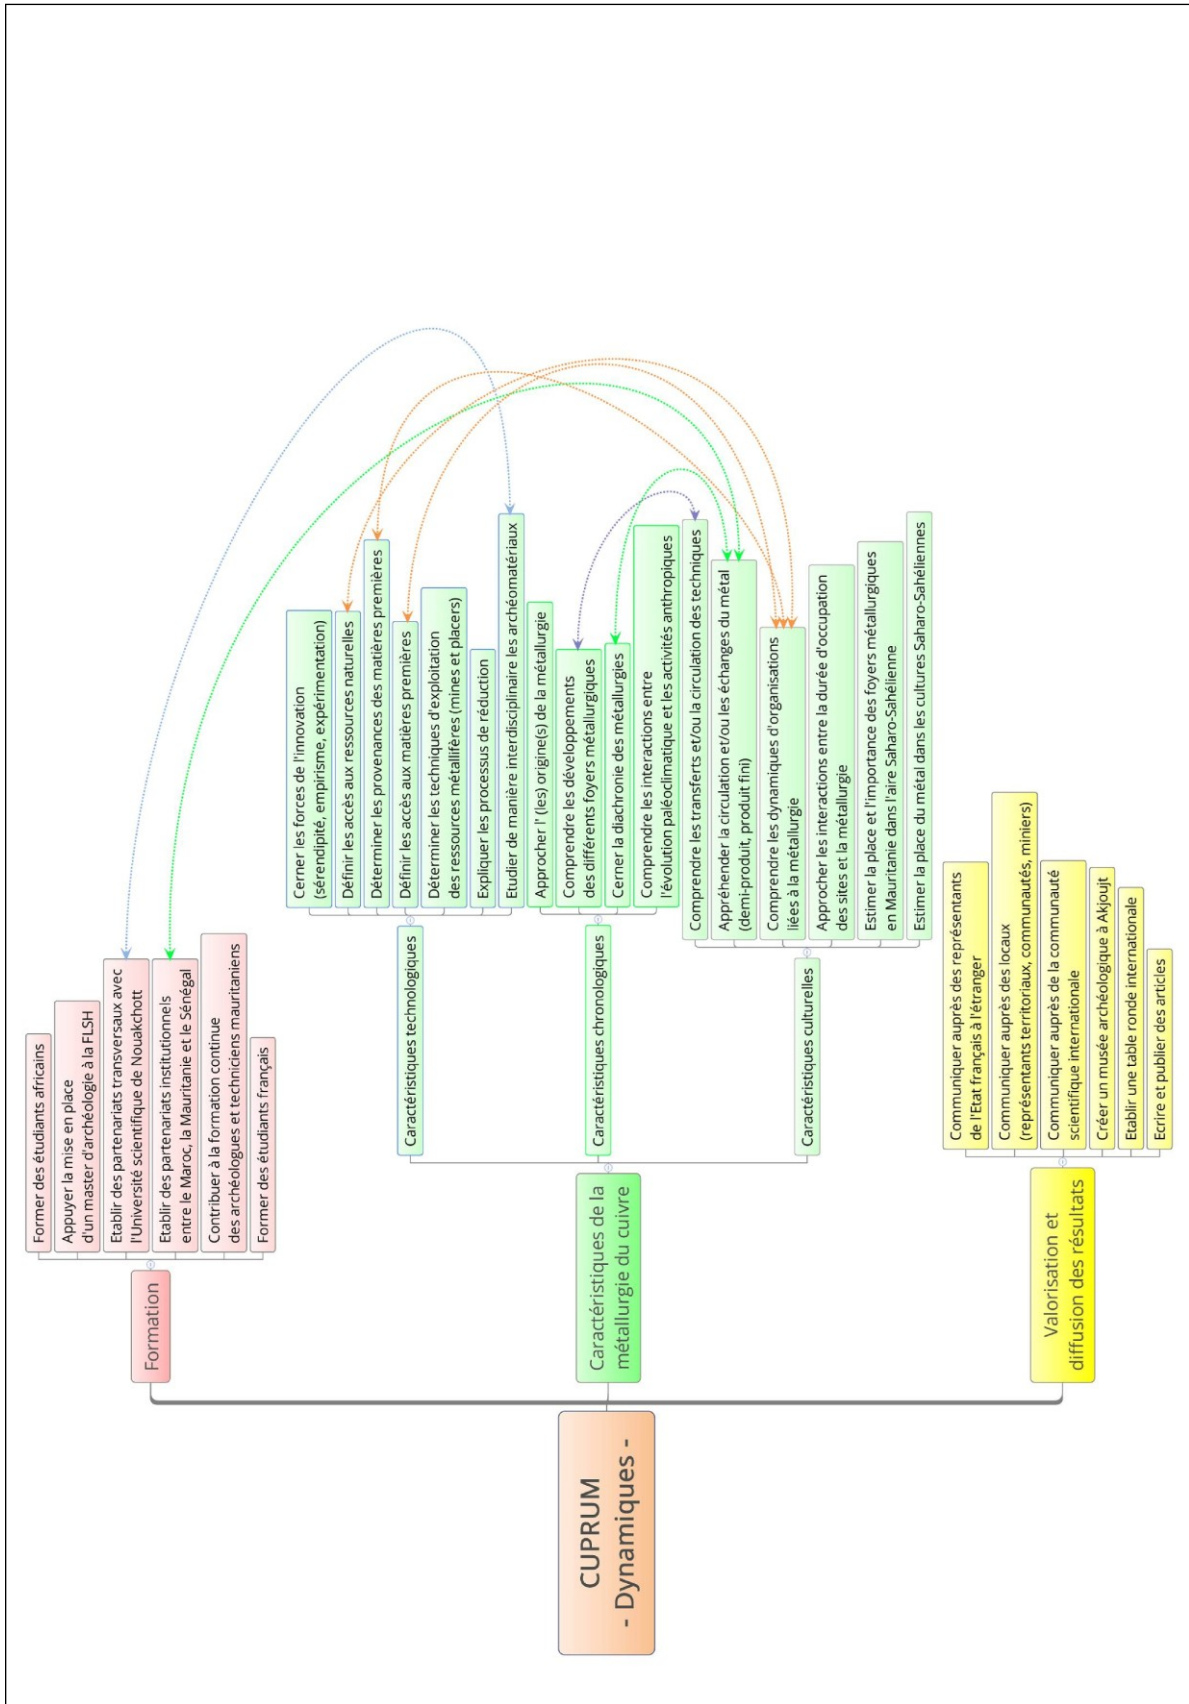 CUPRUM
- Dynamiques -
Formation
Former des étudiants africains
Appuyer la mise en place
d'un master d'archéologie à la FLSH
Etablir des partenariats transversaux avec
l'Université scientifique de Nouakchott
Etablir des partenariats institutionnels
entre le Maroc, la Mauritanie et le Sénégal
Contribuer à la formation continue
des archéologues et techniciens mauritaniens
Former des étudiants français
Caractéristiques de la
métallurgie du cuivre
Caractéristiques technologiques
Cerner les forces de l'innovation
(sérendipité, empirisme, expérimentation)
Définir les accès aux ressources naturelles
Déterminer les provenances des matières premières
Définir les accès aux matières premières
Déterminer les techniques d'exploitation
des ressources métallifères (mines et placers)
Expliquer les processus de réduction
Etudier de manière interdisciplinaire les archéomatériaux
Caractéristiques chronologiques
Approcher l' (les) origine(s) de la métallurgie
Comprendre les développements
des différents foyers métallurgiques
Cerner la diachronie des métallurgies
Comprendre les interactions entre
l'évolution paléoclimatique et les activités anthropiques
Caractéristiques culturelles
Comprendre les transferts et/ou la circulation des techniques
Appréhender la circulation et/ou les échanges du métal
(demi-produit, produit fini)
Comprendre les dynamiques d'organisations
liées à la métallurgie
Approcher les interactions entre la durée d'occupation
des sites et la métallurgie
Estimer la place et l'importance des foyers métallurgiques
en Mauritanie dans l'aire Saharo-Sahélienne
Estimer la place du métal dans les cultures Saharo-Sahéliennes
Valorisation et
diffusion des résultats
Communiquer auprès des représentants
de l'Etat français à l'étranger
Communiquer auprès des locaux
(représentants territoriaux, communautés, miniers)
Communiquer auprès de la communauté
scientifique internationale
Créer un musée archéologique à Akjoujt
Etablir une table ronde internationale
Ecrire et publier des articles